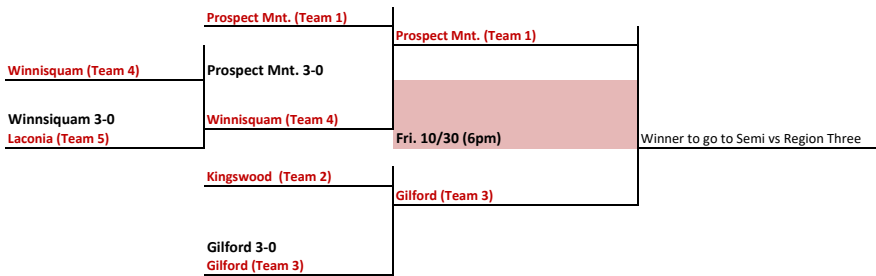 Prospect Mnt. (Team 1)
Prospect Mnt. (Team 1)
Winnisquam (Team 4)
Prospect Mnt. 3-0
Winnsiquam 3-0
Winnisquam (Team 4)
Laconia (Team 5)
Fri. 10/30 (6pm)
Winner to go to Semi vs Region Three
Kingswood (Team 2)
Gilford (Team 3)
Gilford 3-0
Gilford (Team 3)